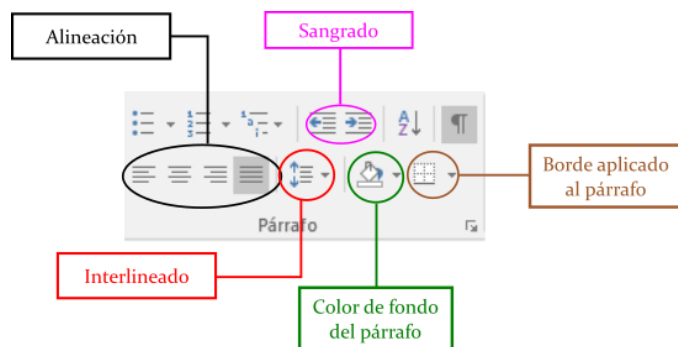 Alineación
Sangrado
Borde aplicado
al párrafo
Párrafo
Interlineado
Color de fondo
del párrafo